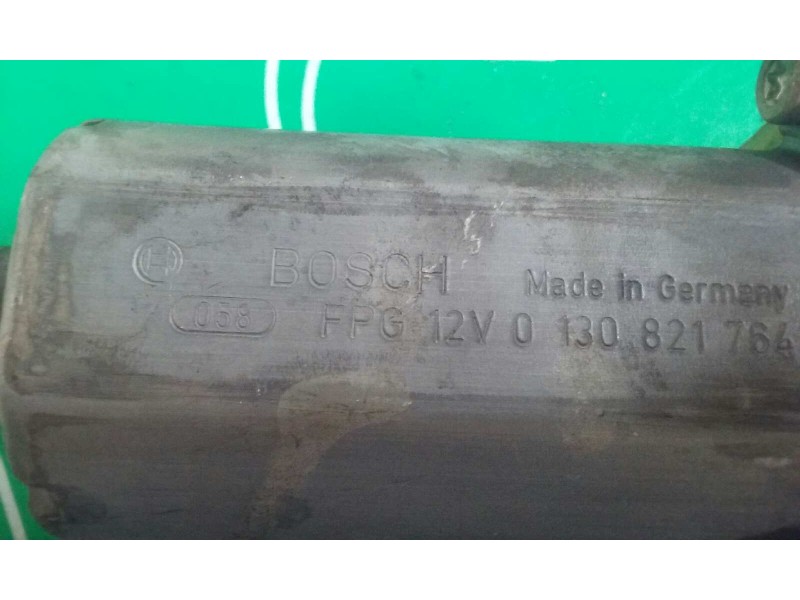 BOSCH Made in Germany
058 FPG 12V 0 130 821 764